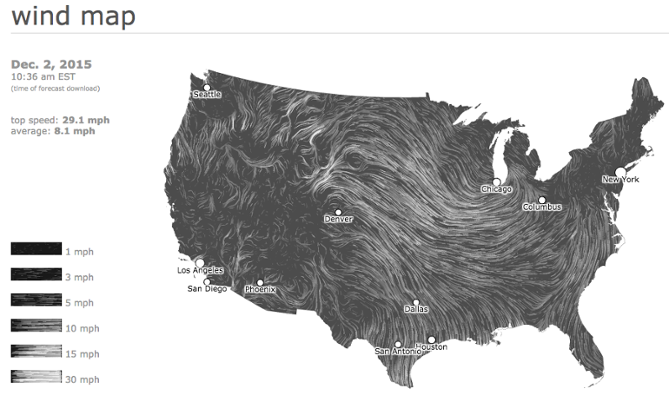 wind map
Dec. 2, 2015
10:36 am EST
(time of forecast download)
top speed: 29.1 mph
average: 8.1 mph
1 mph
3 mph
5 mph
10 mph
15 mph
30 mph
Seattle
New York
Chicago
Columbus
Denver
Los Angeles
San Diego
Phoenix
Dallas
San Antonio
Houston